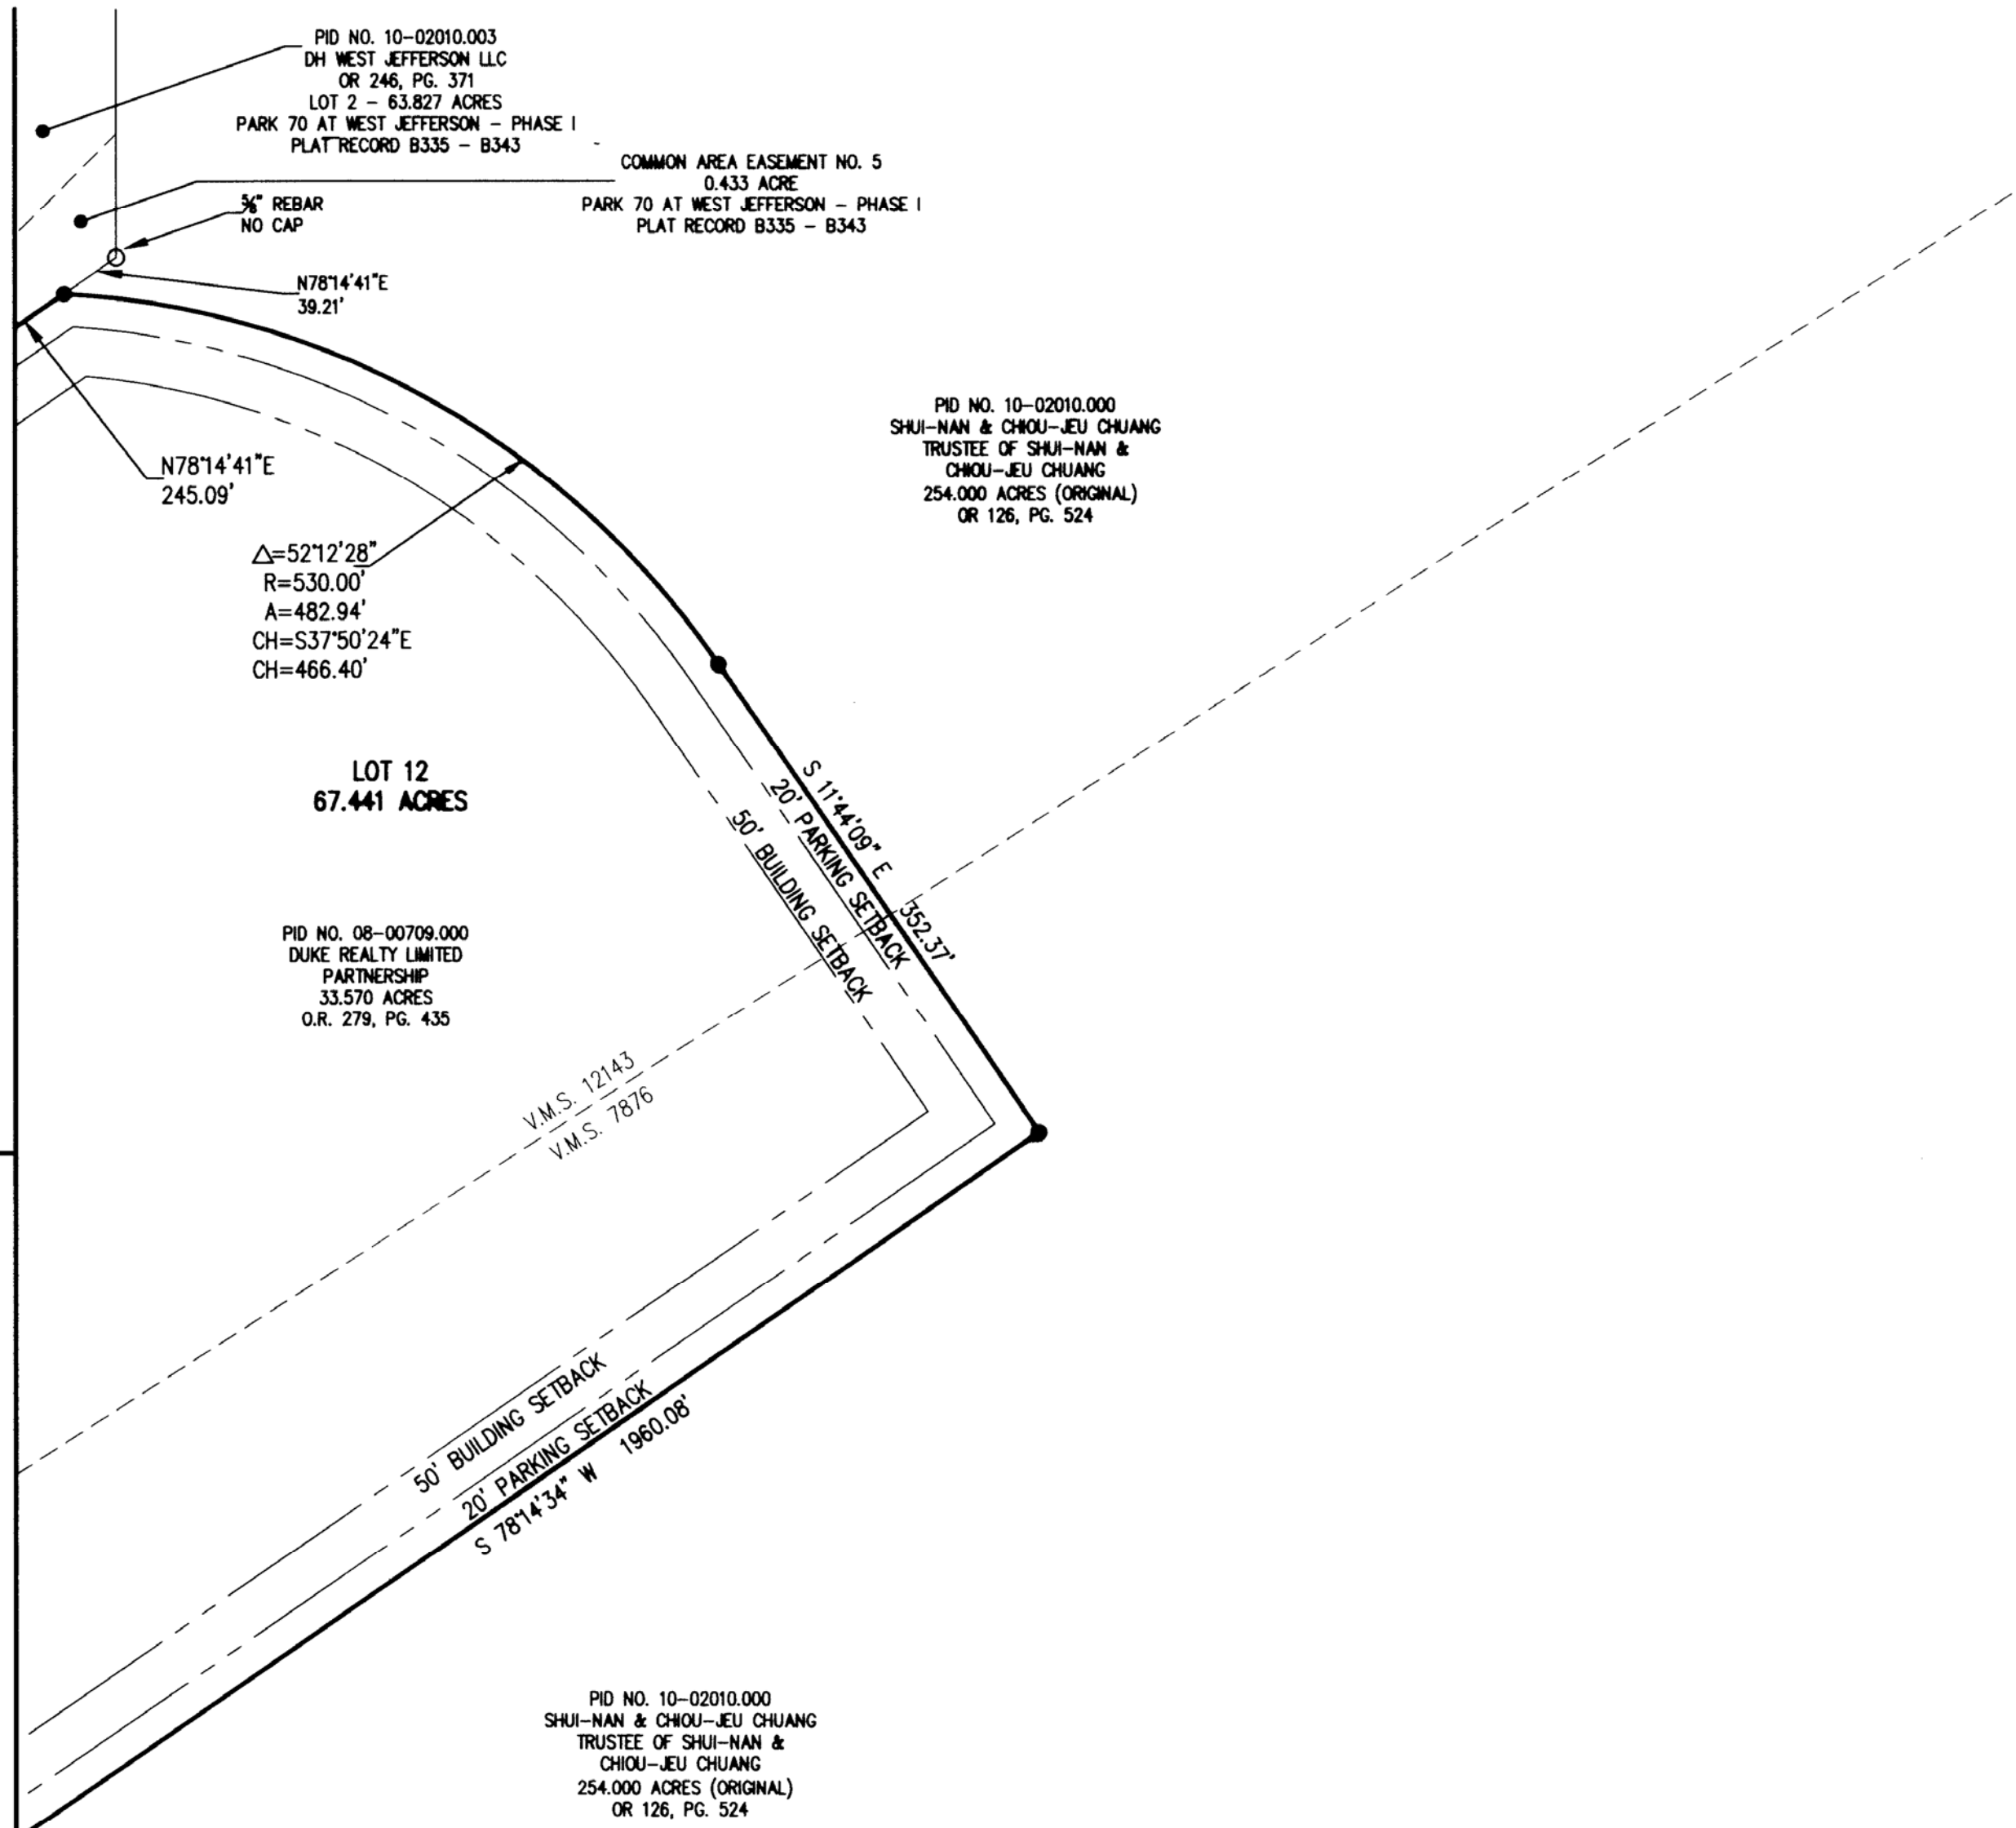 PID NO. 10-02010.003
DH WEST JEFFERSON LLC
OR 246, PG. 371
LOT 2 - 63.827 ACRES
PARK 70 AT WEST JEFFERSON - PHASE I
PLAT RECORD B335 - B343
COMMON AREA EASEMENT NO. 5
0.433 ACRE
PARK 70 AT WEST JEFFERSON - PHASE I
PLAT RECORD B335 - B343
⅝" REBAR
NO CAP
N78°14'41"E
39.21'
N78°14'41"E
245.09'
△=52°12'28"
R=530.00'
A=482.94'
CH=S37°50'24"E
CH=466.40'
PID NO. 10-02010.000
SHUI-NAN & CHIOU-JEU CHUANG
TRUSTEE OF SHUI-NAN &
CHIOU-JEU CHUANG
254.000 ACRES (ORIGINAL)
OR 126, PG. 524
LOT 12
67.441 ACRES
S 11°44'09" E 352.37'
20' PARKING SETBACK
50' BUILDING SETBACK
PID NO. 08-00709.000
DUKE REALTY LIMITED
PARTNERSHIP
33.570 ACRES
O.R. 279, PG. 435
V.M.S. 12143
V.M.S. 7876
50' BUILDING SETBACK
20' PARKING SETBACK
S 78°14'34" W 1960.08'
PID NO. 10-02010.000
SHUI-NAN & CHIOU-JEU CHUANG
TRUSTEE OF SHUI-NAN &
CHIOU-JEU CHUANG
254.000 ACRES (ORIGINAL)
OR 126, PG. 524